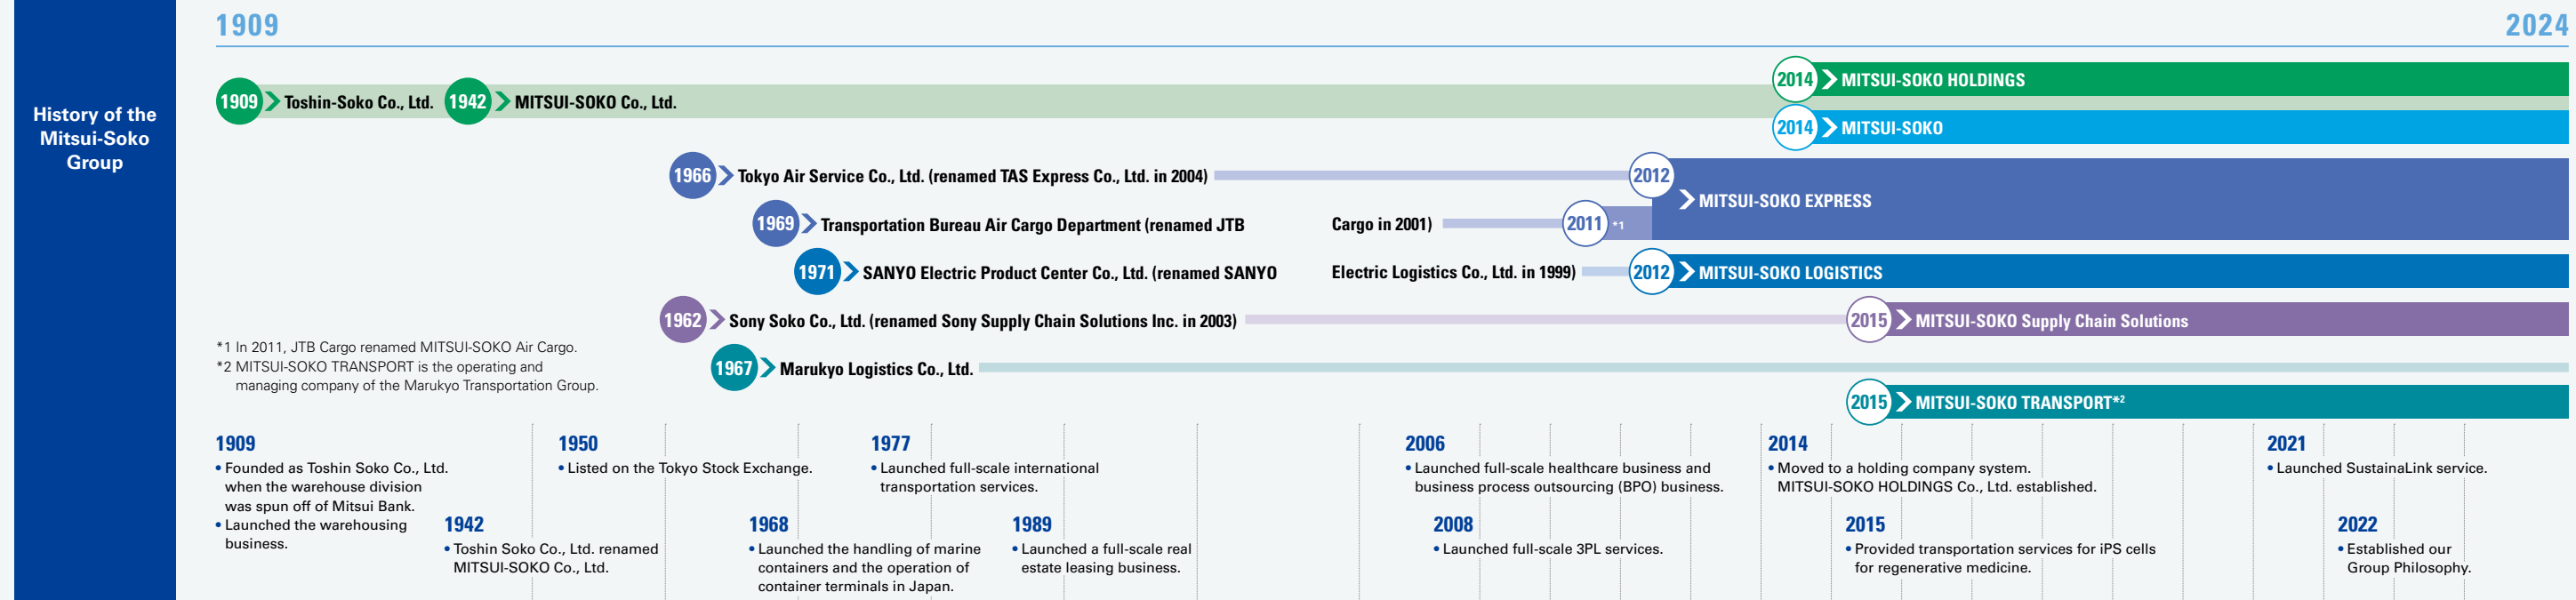 History of the
Mitsui-Soko
Group
1909
2024
1909 Toshin-Soko Co., Ltd. 1942 MITSUI-SOKO Co., Ltd.
2014 MITSUI-SOKO HOLDINGS
2014 MITSUI-SOKO
1966 Tokyo Air Service Co., Ltd. (renamed TAS Express Co., Ltd. in 2004) 2012
MITSUI-SOKO EXPRESS
1969 Transportation Bureau Air Cargo Department (renamed JTB Cargo in 2001) 2011 *1
1971 SANYO Electric Product Center Co., Ltd. (renamed SANYO Electric Logistics Co., Ltd. in 1999) 2012 MITSUI-SOKO LOGISTICS
1962 Sony Soko Co., Ltd. (renamed Sony Supply Chain Solutions Inc. in 2003) 2015 MITSUI-SOKO Supply Chain Solutions
1967 Marukyo Logistics Co., Ltd.
2015 MITSUI-SOKO TRANSPORT*2
*1 In 2011, JTB Cargo renamed MITSUI-SOKO Air Cargo.
*2 MITSUI-SOKO TRANSPORT is the operating and
managing company of the Marukyo Transportation Group.
1909
• Founded as Toshin Soko Co., Ltd.
when the warehouse division
was spun off of Mitsui Bank.
• Launched the warehousing
business.
1942
• Toshin Soko Co., Ltd. renamed
MITSUI-SOKO Co., Ltd.
1950
• Listed on the Tokyo Stock Exchange.
1968
• Launched the handling of marine
containers and the operation of
container terminals in Japan.
1977
• Launched full-scale international
transportation services.
1989
• Launched a full-scale real
estate leasing business.
2006
• Launched full-scale healthcare business and
business process outsourcing (BPO) business.
2008
• Launched full-scale 3PL services.
2014
• Moved to a holding company system.
MITSUI-SOKO HOLDINGS Co., Ltd. established.
2015
• Provided transportation services for iPS cells
for regenerative medicine.
2021
• Launched SustainaLink service.
2022
• Established our
Group Philosophy.